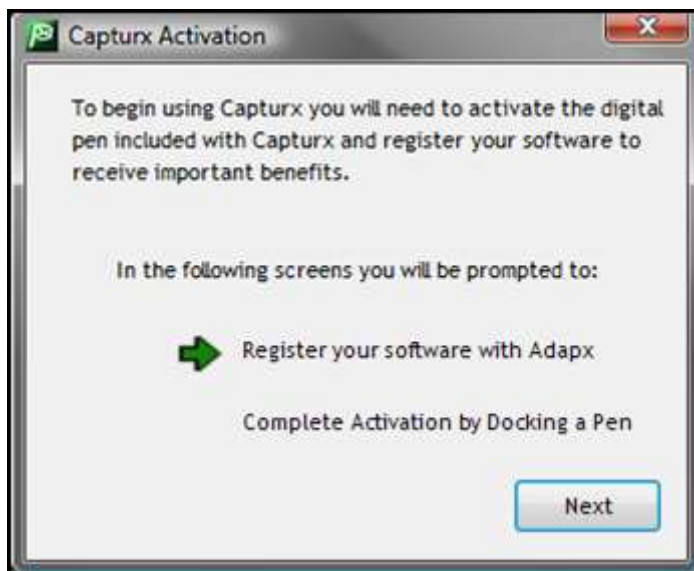 Capturx Activation
To begin using Capturx you will need to activate the digital
pen included with Capturx and register your software to
receive important benefits.
In the following screens you will be prompted to:
Register your software with Adapx
Complete Activation by Docking a Pen
Next